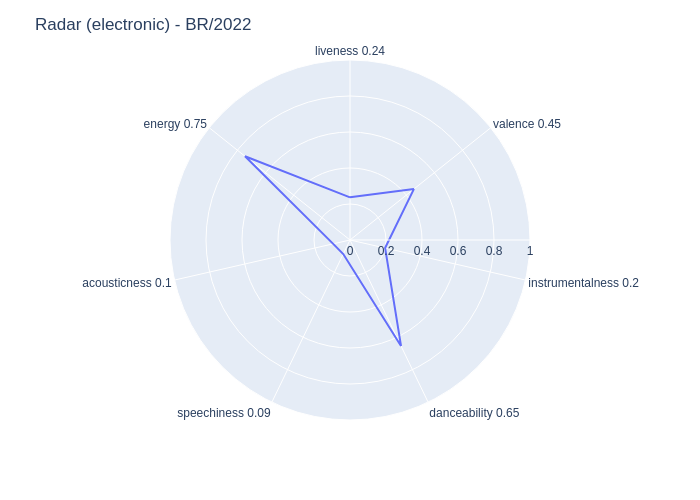 Radar (electronic) - BR/2022
liveness 0.24
energy 0.75
valence 0.45
0 0.2 0.4 0.6 0.8 1
acousticness 0.1
instrumentalness 0.2
speechiness 0.09
danceability 0.65